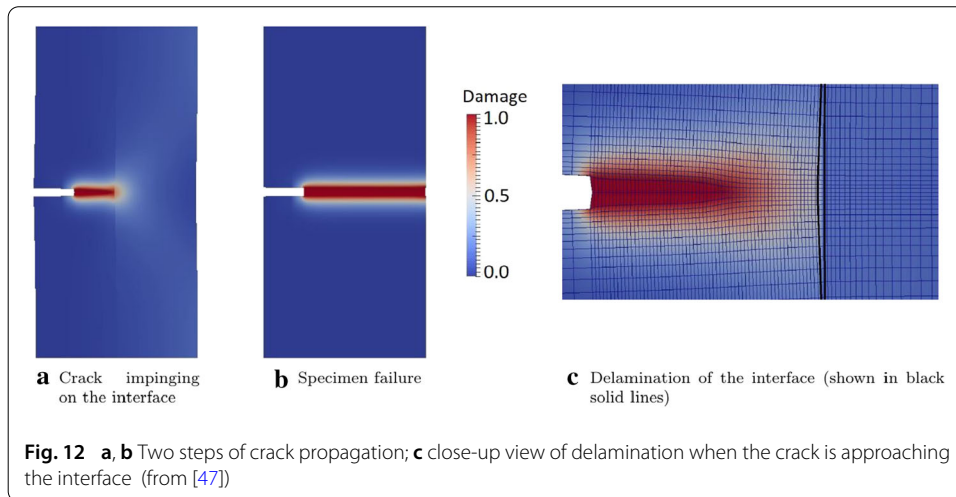 Damage
1.0
0.5
0.0
a Crack impinging
on the interface
b Specimen failure
c Delamination of the interface (shown in black
solid lines)
Fig. 12 a, b Two steps of crack propagation; c close-up view of delamination when the crack is approaching
the interface (from [47])